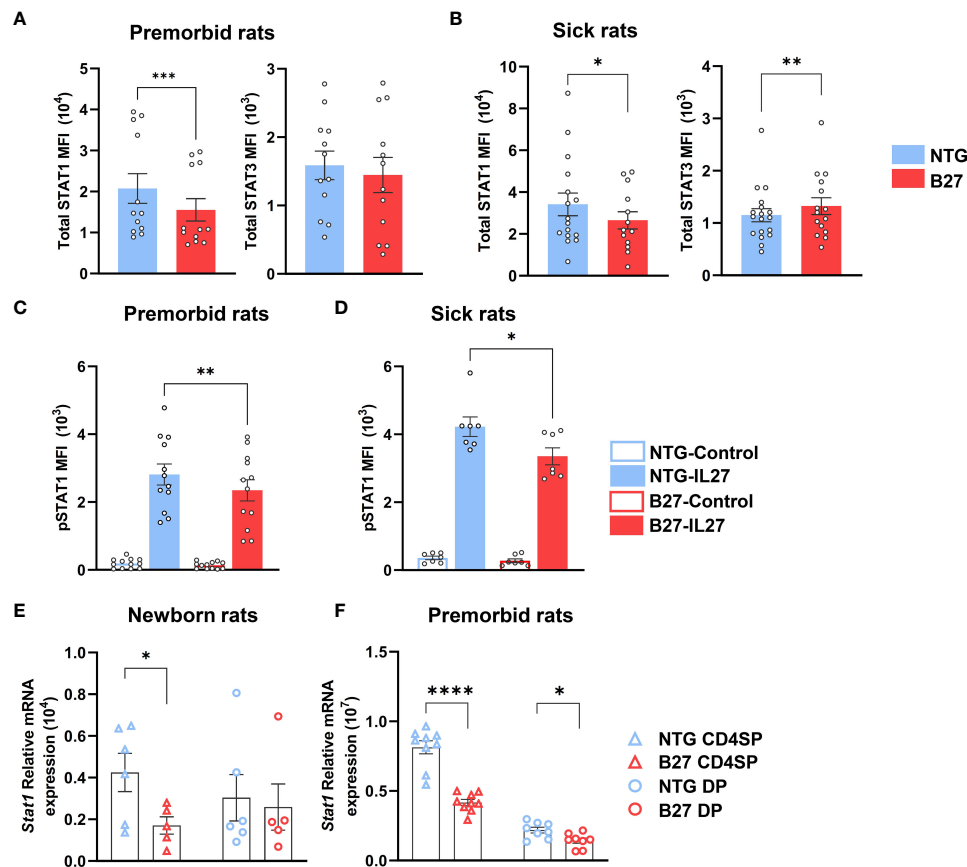 A
Premorbid rats
Total STAT1 MFI (10⁴)
5
4
3
2
1
0
***
Total STAT3 MFI (10³)
3
2
1
0
B
Sick rats
Total STAT1 MFI (10⁴)
10
8
6
4
2
0
*
Total STAT3 MFI (10³)
4
3
2
1
0
**
NTG
B27
C
Premorbid rats
pSTAT1 MFI (10³)
6
4
2
0
**
D
Sick rats
pSTAT1 MFI (10³)
6
4
2
0
*
NTG-Control
NTG-IL27
B27-Control
B27-IL27
E
Newborn rats
Stat1 Relative mRNA
expression (10⁴)
1.0
0.8
0.6
0.4
0.2
0.0
*
F
Premorbid rats
Stat1 Relative mRNA
expression (10⁷)
1.5
1.0
0.5
0.0
****
*
NTG CD4SP
B27 CD4SP
NTG DP
B27 DP